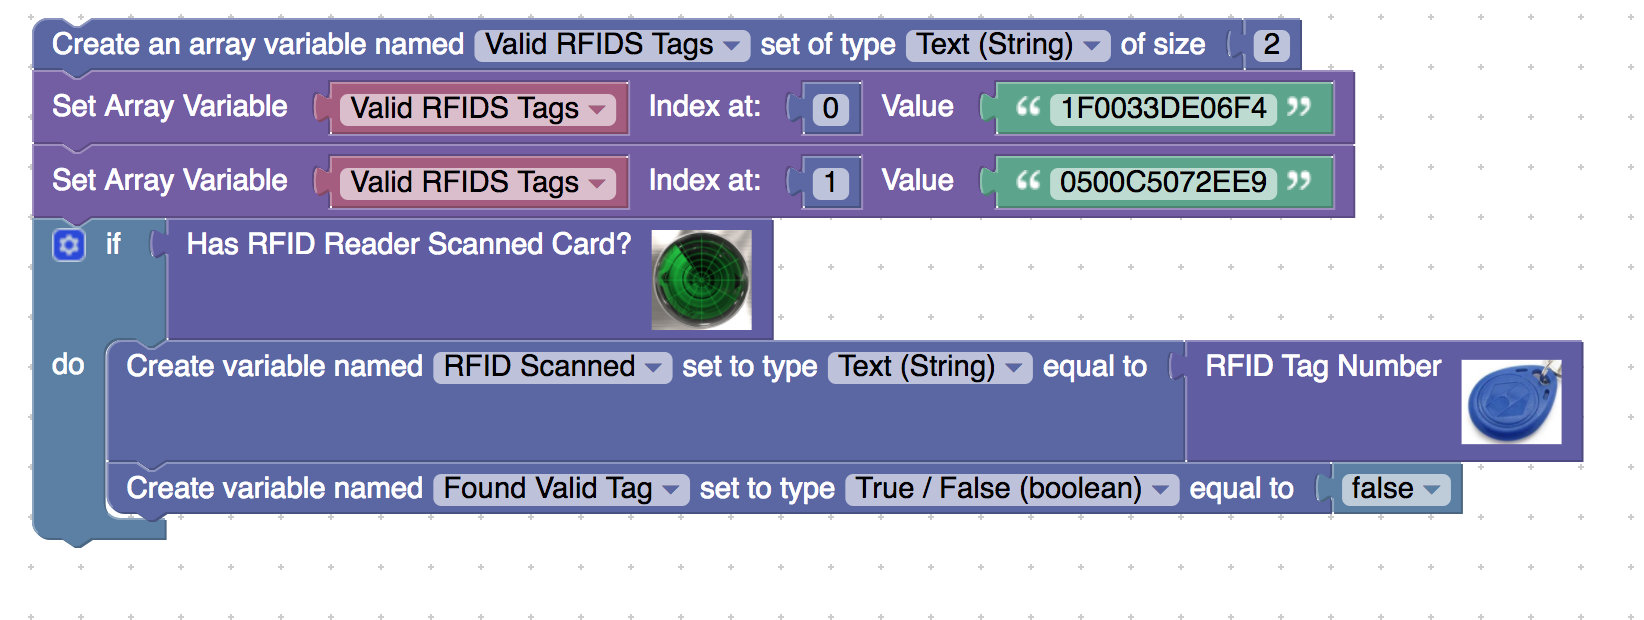 Create an array variable named Valid RFIDS Tags set of type Text (String) of size 2
Set Array Variable Valid RFIDS Tags Index at: 0 Value “ 1F0033DE06F4 ”
Set Array Variable Valid RFIDS Tags Index at: 1 Value “ 0500C5072EE9 ”
if Has RFID Reader Scanned Card?
do Create variable named RFID Scanned set to type Text (String) equal to RFID Tag Number
Create variable named Found Valid Tag set to type True / False (boolean) equal to false